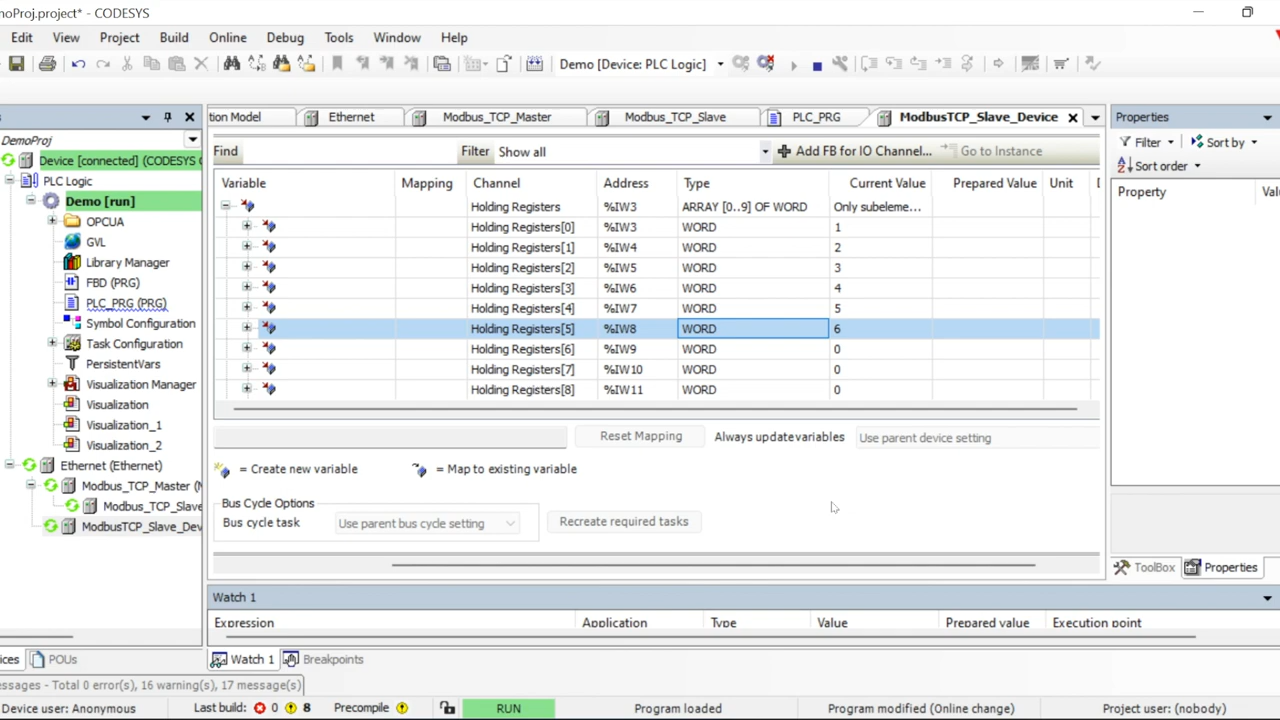 moProj.project* - CODESYS
Edit View Project Build Online Debug Tools Window Help
Demo [Device: PLC Logic]
tion Model Ethernet Modbus_TCP_Master Modbus_TCP_Slave PLC_PRG ModbusTCP_Slave_Device
Properties
DemoProj
Device [connected] (CODESYS
PLC Logic
Demo [run]
OPCUA
GVL
Library Manager
FBD (PRG)
PLC_PRG (PRG)
Symbol Configuration
Task Configuration
PersistentVars
Visualization Manager
Visualization
Visualization_1
Visualization_2
Ethernet (Ethernet)
Modbus_TCP_Master (M
Modbus_TCP_Slave
ModbusTCP_Slave_Dev
Find Filter Show all Add FB for IO Channel... Go to Instance
Variable Mapping Channel Address Type Current Value Prepared Value Unit D
Holding Registers %IW3 ARRAY [0..9] OF WORD Only subeleme...
Holding Registers[0] %IW3 WORD 1
Holding Registers[1] %IW4 WORD 2
Holding Registers[2] %IW5 WORD 3
Holding Registers[3] %IW6 WORD 4
Holding Registers[4] %IW7 WORD 5
Holding Registers[5] %IW8 WORD 6
Holding Registers[6] %IW9 WORD 0
Holding Registers[7] %IW10 WORD 0
Holding Registers[8] %IW11 WORD 0
Reset Mapping Always update variables Use parent device setting
= Create new variable = Map to existing variable
Bus Cycle Options
Bus cycle task Use parent bus cycle setting Recreate required tasks
Filter Sort by
Sort order
Property Val
ToolBox Properties
Watch 1
Expression Application Type Value Prepared value Execution point
ices POUs Watch 1 Breakpoints
essages - Total 0 error(s), 16 warning(s), 17 message(s)
Device user: Anonymous Last build: 0 8 Precompile RUN Program loaded Program modified (Online change) Project user: (nobody)